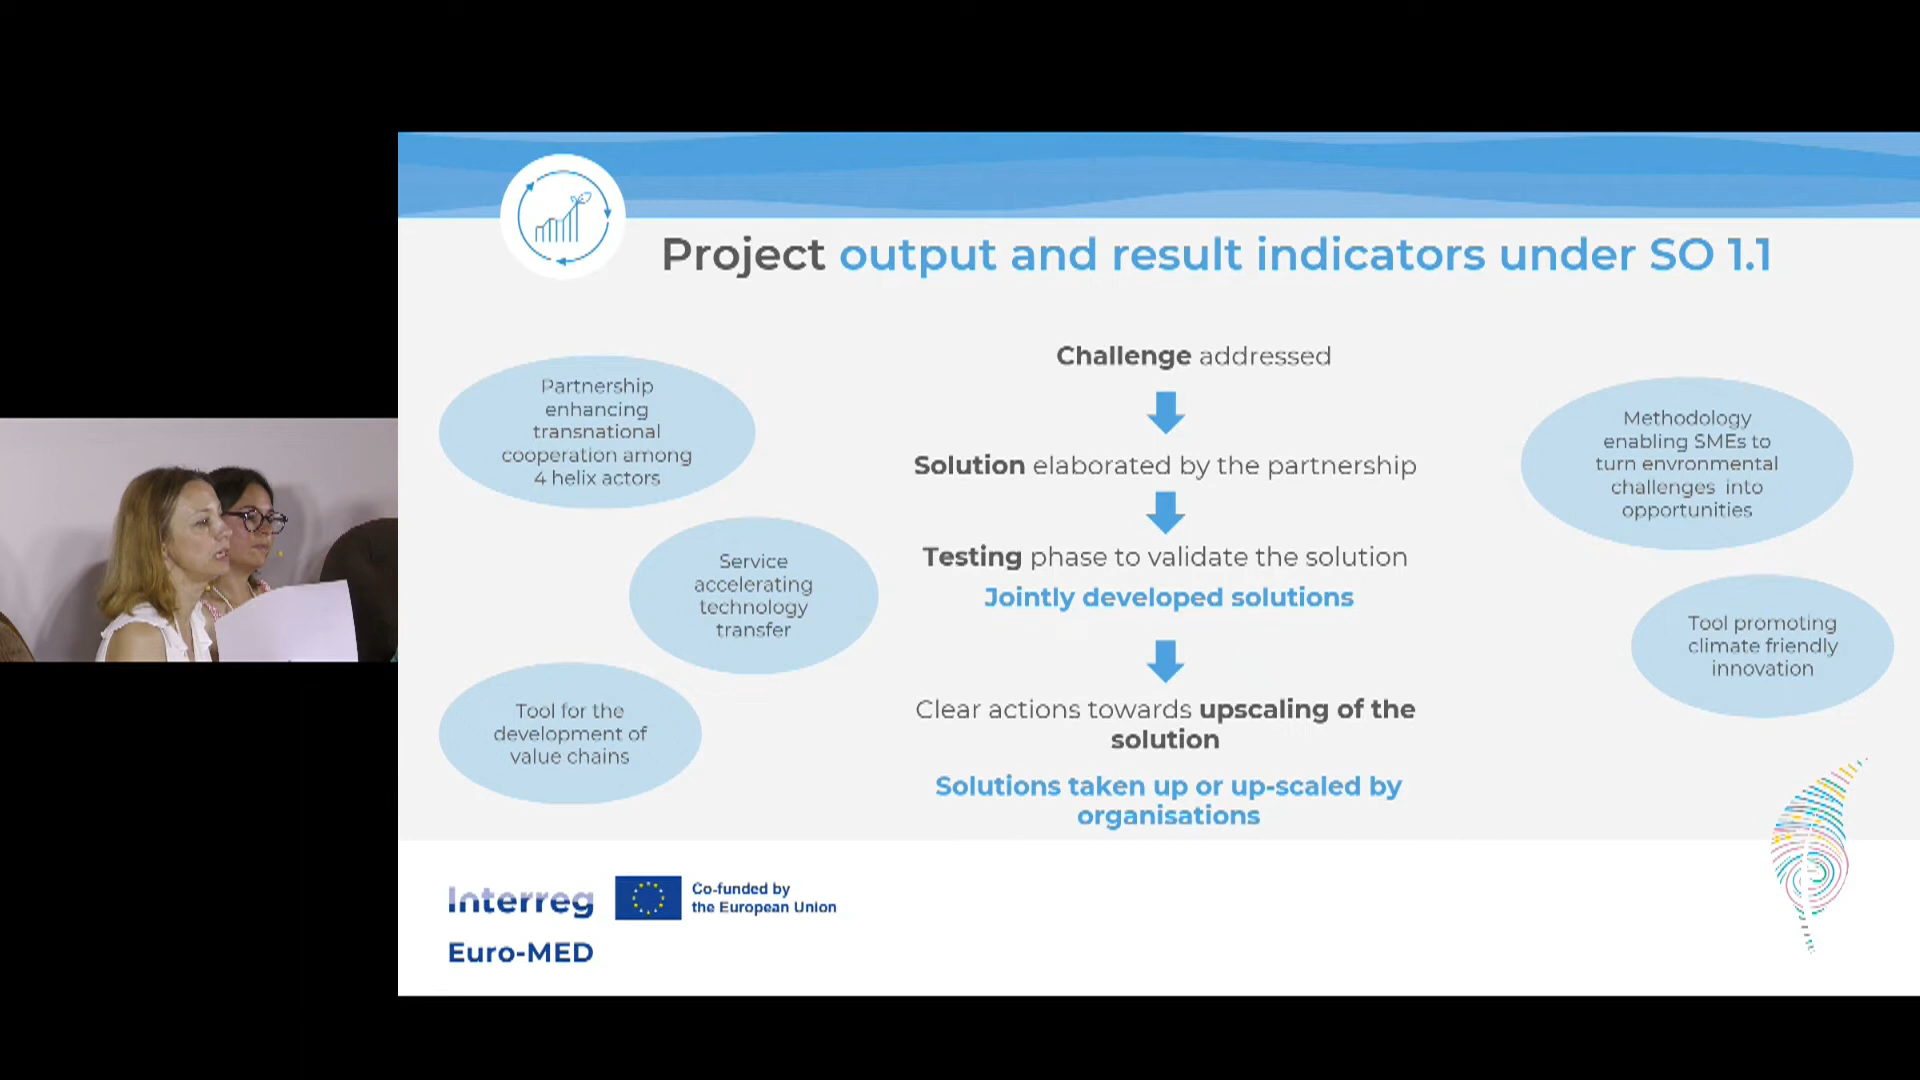 Project output and result indicators under SO 1.1
Partnership
enhancing
transnational
cooperation among
4 helix actors
Service
accelerating
technology
transfer
Tool for the
development of
value chains
Challenge addressed
Solution elaborated by the partnership
Testing phase to validate the solution
Jointly developed solutions
Clear actions towards upscaling of the
solution
Solutions taken up or up-scaled by
organisations
Methodology
enabling SMEs to
turn envronmental
challenges into
opportunities
Tool promoting
climate friendly
innovation
Interreg
Co-funded by
the European Union
Euro-MED